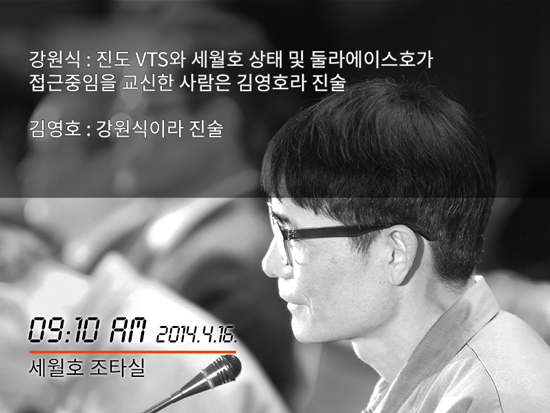 강원식 : 진도 VTS와 세월호 상태 및 둘라에이스호가
접근중임을 교신한 사람은 김영호라 진술
김영호 : 강원식이라 진술
09:10 AM 2014.4.16.
세월호 조타실